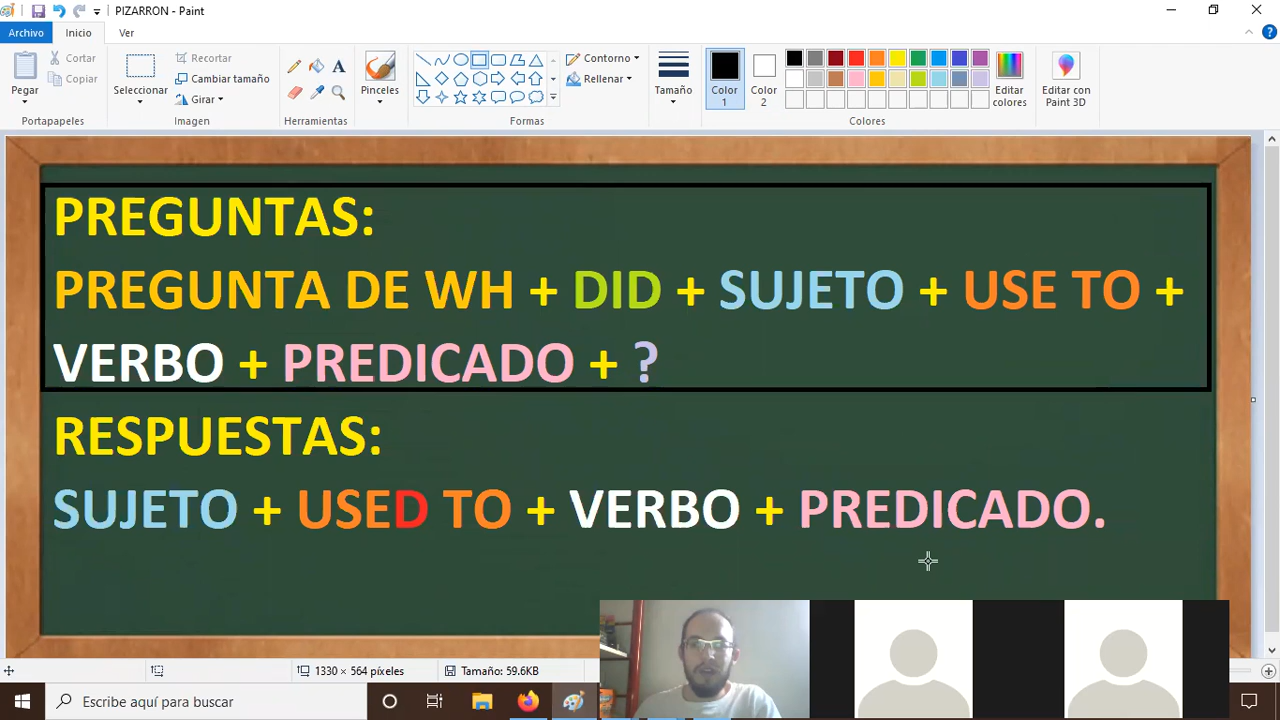 PIZARRON - Paint
Archivo Inicio Ver
Pegar
Cortar
Copiar
Portapapeles
Seleccionar
Recortar
Cambiar tamaño
Girar
Imagen
A
Herramientas
Pinceles
Contorno
Rellenar
Formas
Tamaño
Color 1
Color 2
Editar colores
Colores
Editar con Paint 3D
PREGUNTAS:
PREGUNTA DE WH + DID + SUJETO + USE TO +
VERBO + PREDICADO + ?
RESPUESTAS:
SUJETO + USED TO + VERBO + PREDICADO.
1330 × 564 píxeles
Tamaño: 59.6KB
Escribe aquí para buscar